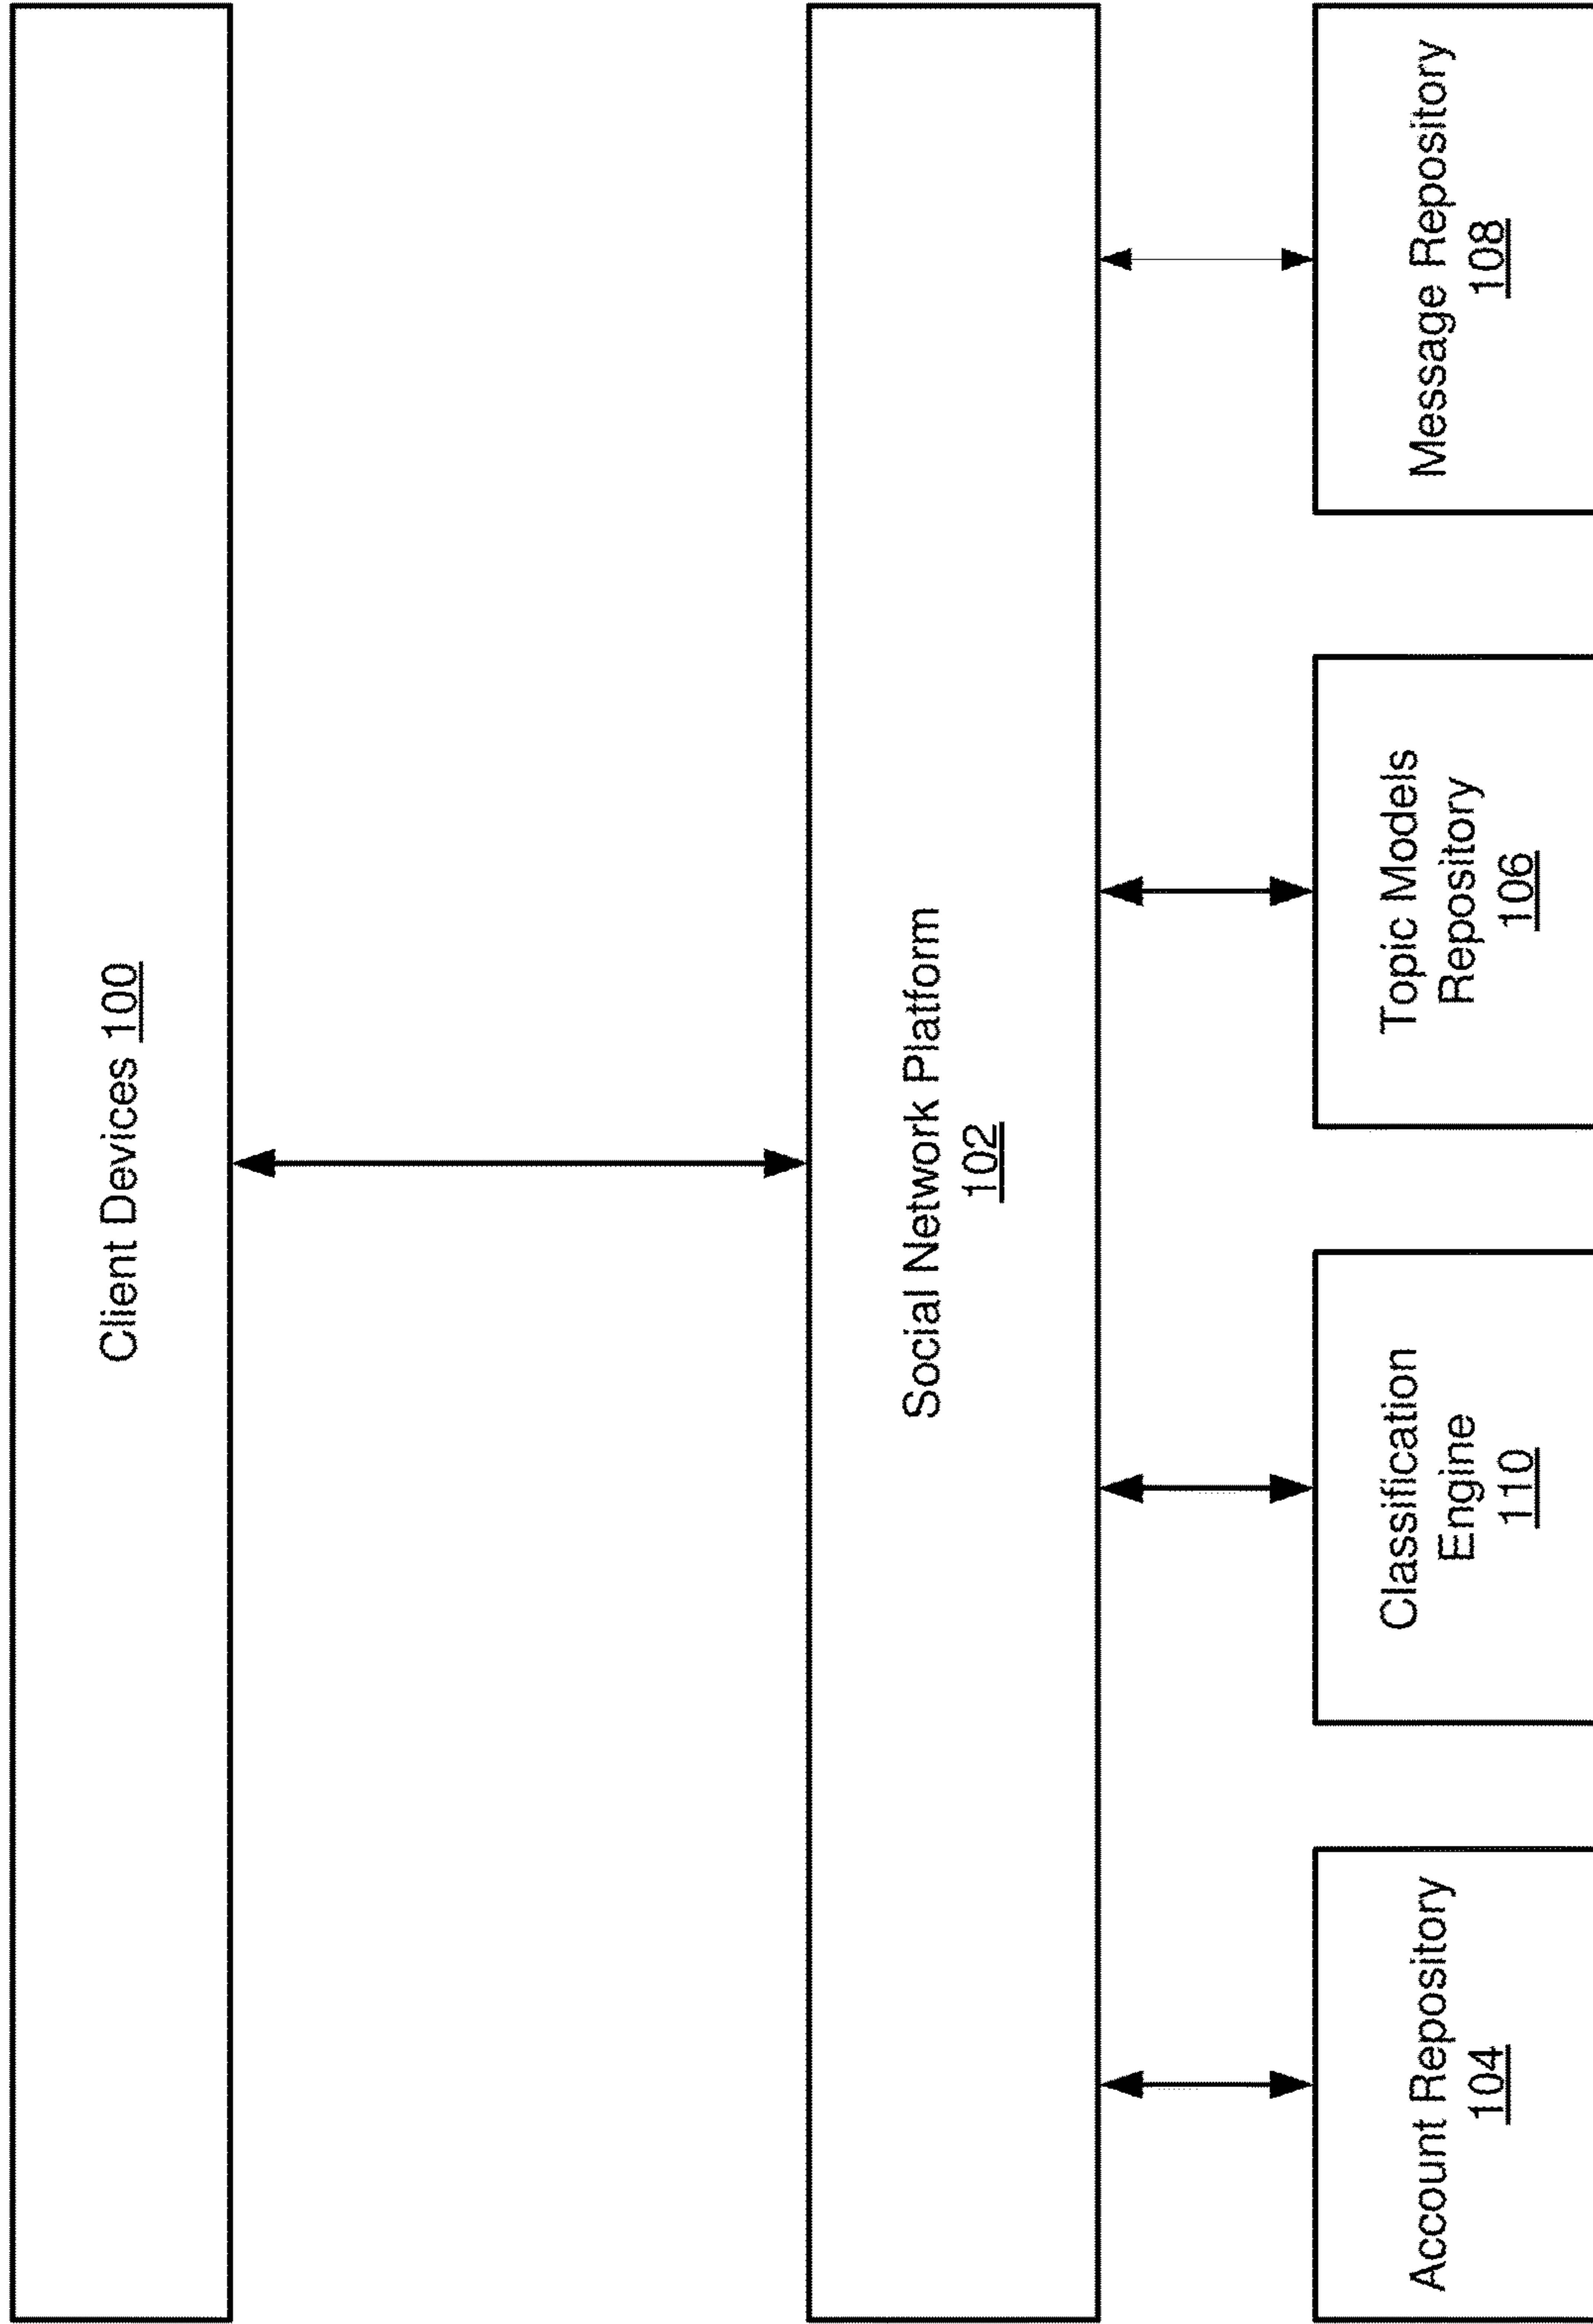 Client Devices 100
Social Network Platform
102
Account Repository
104
Classification
Engine
110
Topic Models
Repository
106
Message Repository
108